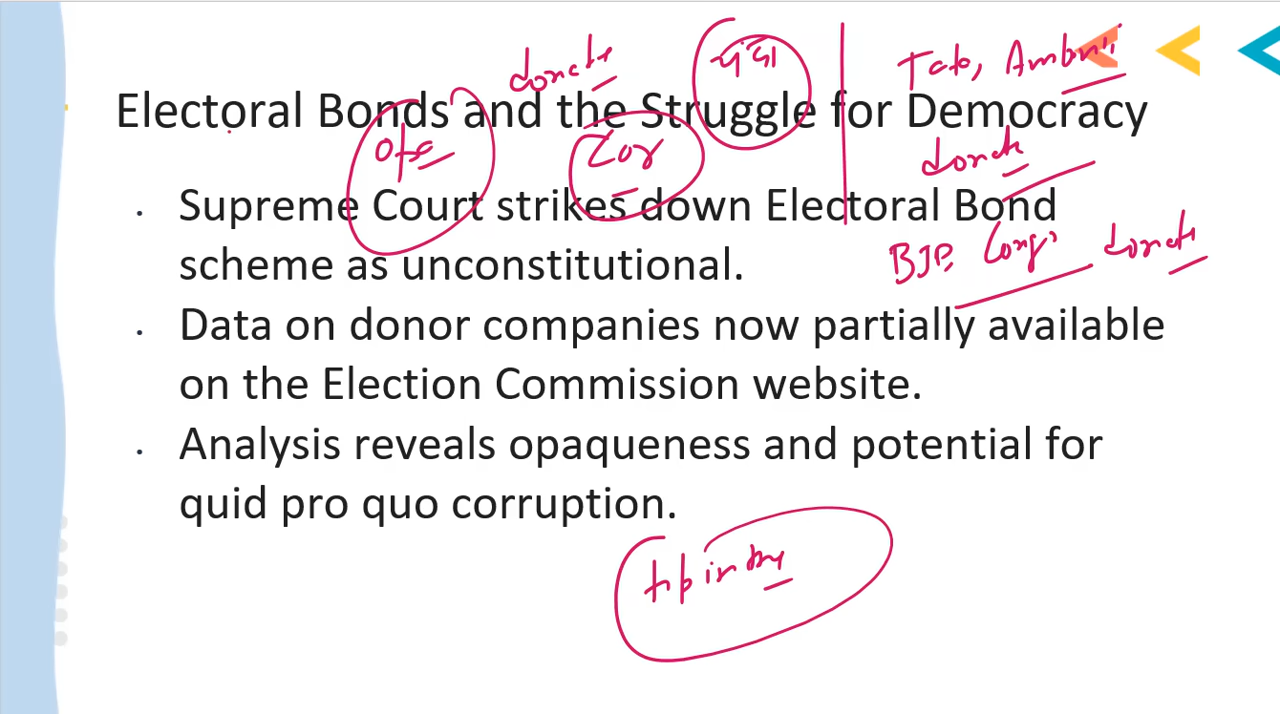 donate चंदा Tata, Ambani
Electoral Bonds and the Struggle for Democracy
donate
Supreme Court strikes down Electoral Bond
BJP, Cong donate
scheme as unconstitutional.
Data on donor companies now partially available
on the Election Commission website.
Analysis reveals opaqueness and potential for
quid pro quo corruption.